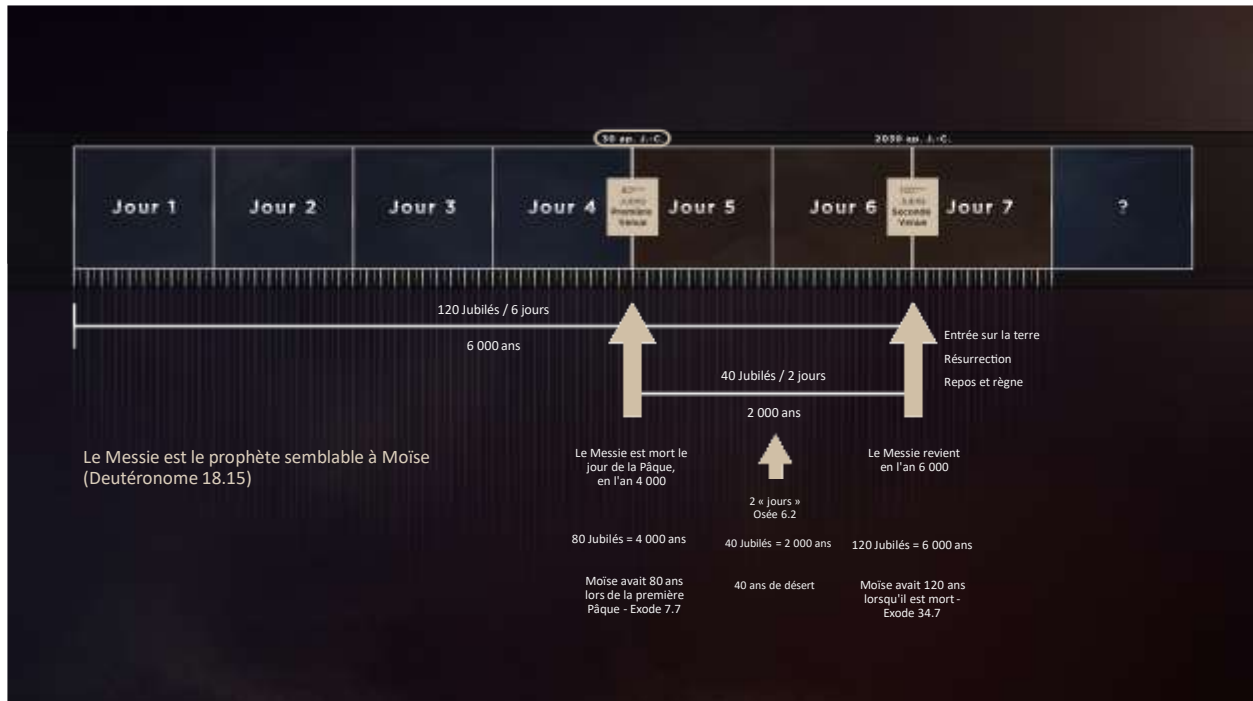 30 ap. J.-C.
2030 ap. J.-C.
Jour 1
Jour 2
Jour 3
Jour 4
Première
Venue
Jour 5
Jour 6
Seconde
Venue
Jour 7
?
120 Jubilés / 6 jours
6 000 ans
Entrée sur la terre
Résurrection
Repos et règne
40 Jubilés / 2 jours
2 000 ans
Le Messie est le prophète semblable à Moïse
(Deutéronome 18.15)
Le Messie est mort le
jour de la Pâque,
en l'an 4 000
2 « jours »
Osée 6.2
Le Messie revient
en l'an 6 000
80 Jubilés = 4 000 ans
40 Jubilés = 2 000 ans
120 Jubilés = 6 000 ans
Moïse avait 80 ans
lors de la première
Pâque - Exode 7.7
40 ans de désert
Moïse avait 120 ans
lorsqu'il est mort -
Exode 34.7